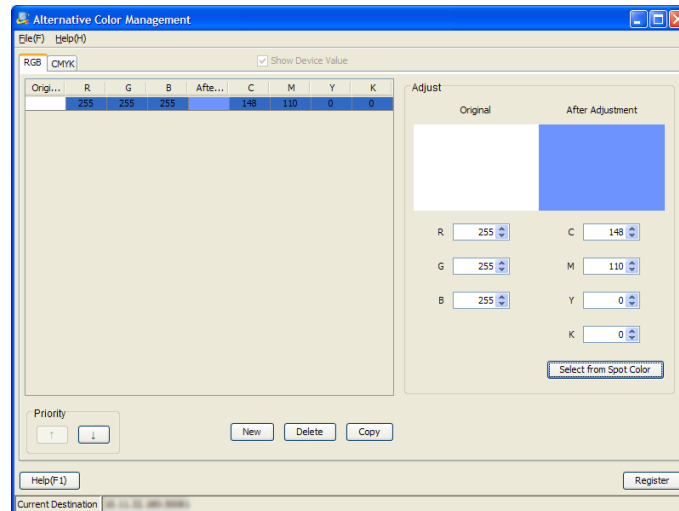 Alternative Color Management
File(F) Help(H)
RGB CMYK Show Device Value
Origi... R G B Afte... C M Y K
255 255 255 148 110 0 0
Adjust
Original After Adjustment
R 255 C 148
G 255 M 110
B 255 Y 0
K 0
Select from Spot Color
Priority
↑ ↓ New Delete Copy
Help(F1) Register
Current Destination